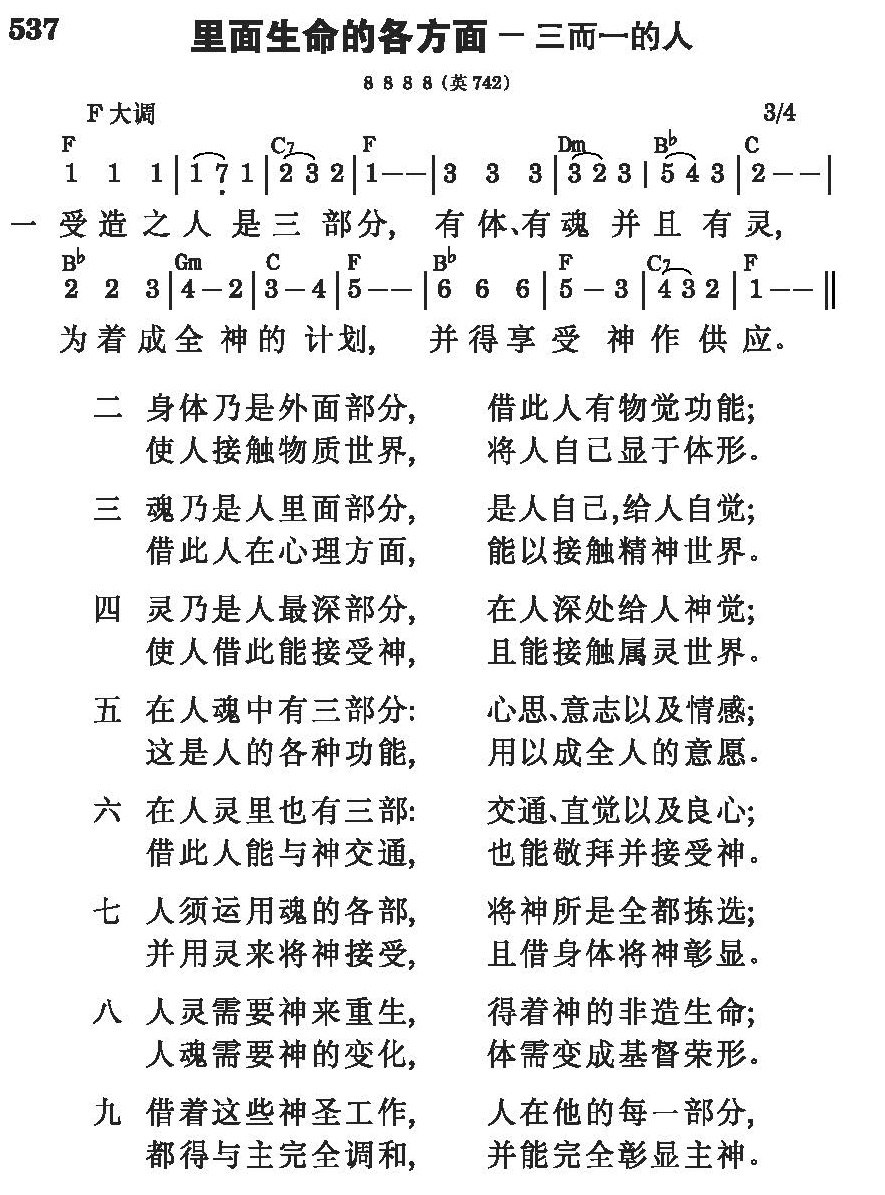 537
里面生命的各方面－三而一的人
8 8 8 8（英742）
F大调 3/4
F C7 F Dm B♭ C
1 1 1 | 1 7̣ 1 | 2 3 2 | 1 – – | 3 3 3 | 3 2 3 | 5 4 3 | 2 – – |
一 受造之人 是三 部分, 有体、有魂 并且 有灵,
B♭ Gm C F B♭ F C7 F
2 2 3 | 4 – 2 | 3 – 4 | 5 – – | 6 6 6 | 5 – 3 | 4 3 2 | 1 – – ‖
为着成全 神的 计划, 并得享受 神作 供应。
二 身体乃是外面部分, 借此人有物觉功能;
使人接触物质世界, 将人自己显于体形。
三 魂乃是人里面部分, 是人自己,给人自觉;
借此人在心理方面, 能以接触精神世界。
四 灵乃是人最深部分, 在人深处给人神觉;
使人借此能接受神, 且能接触属灵世界。
五 在人魂中有三部分: 心思、意志以及情感;
这是人的各种功能, 用以成全人的意愿。
六 在人灵里也有三部: 交通、直觉以及良心;
借此人能与神交通, 也能敬拜并接受神。
七 人须运用魂的各部, 将神所是全都拣选;
并用灵来将神接受, 且借身体将神彰显。
八 人灵需要神来重生, 得着神的非造生命;
人魂需要神的变化, 体需变成基督荣形。
九 借着这些神圣工作, 人在他的每一部分,
都得与主完全调和, 并能完全彰显主神。